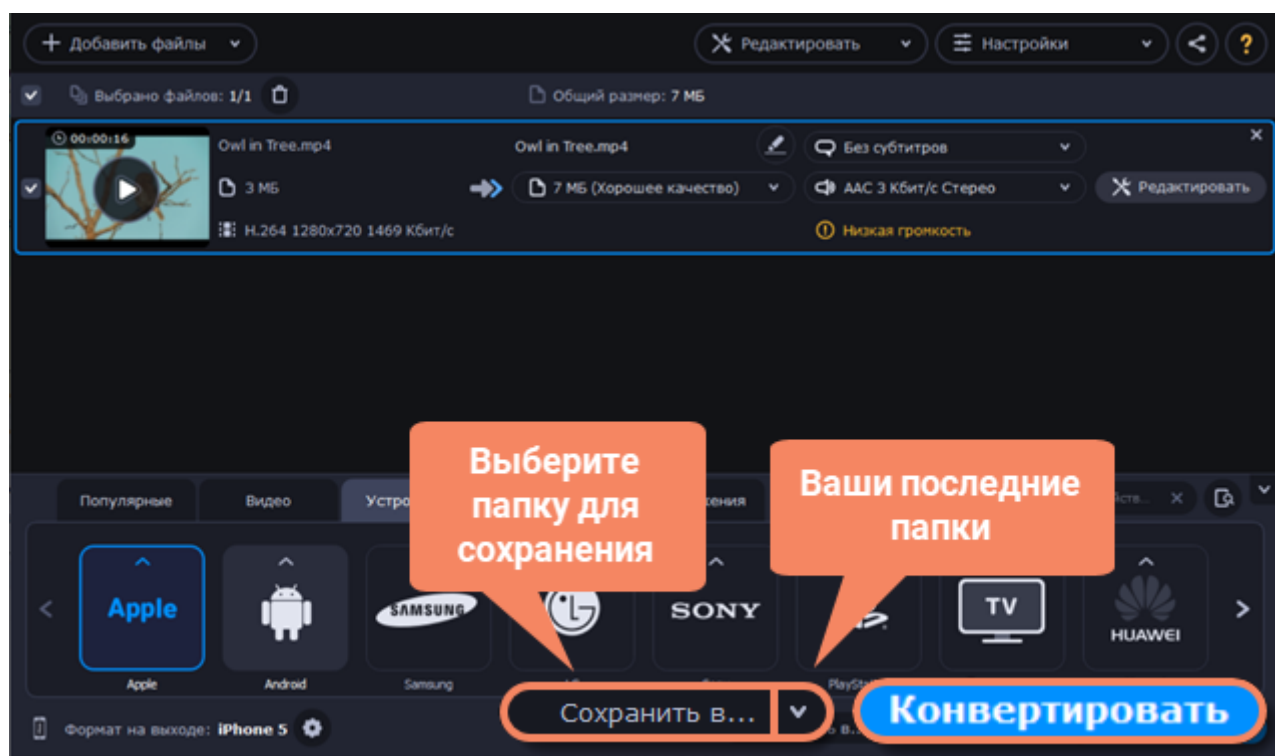 Добавить файлы
Редактировать
Настройки
?
Выбрано файлов: 1/1
Общий размер: 7 МБ
00:00:16
Owl in Tree.mp4
Owl in Tree.mp4
Без субтитров
3 МБ
7 МБ (Хорошее качество)
AAC 3 Кбит/с Стерео
Редактировать
H.264 1280x720 1469 Кбит/с
Низкая громкость
Выберите
папку для
сохранения
Ваши последние
папки
Популярные
Видео
Apple
SAMSUNG
LG
SONY
TV
HUAWEI
Apple
Android
Samsung
Сохранить в...
Конвертировать
Формат на выходе: iPhone 5